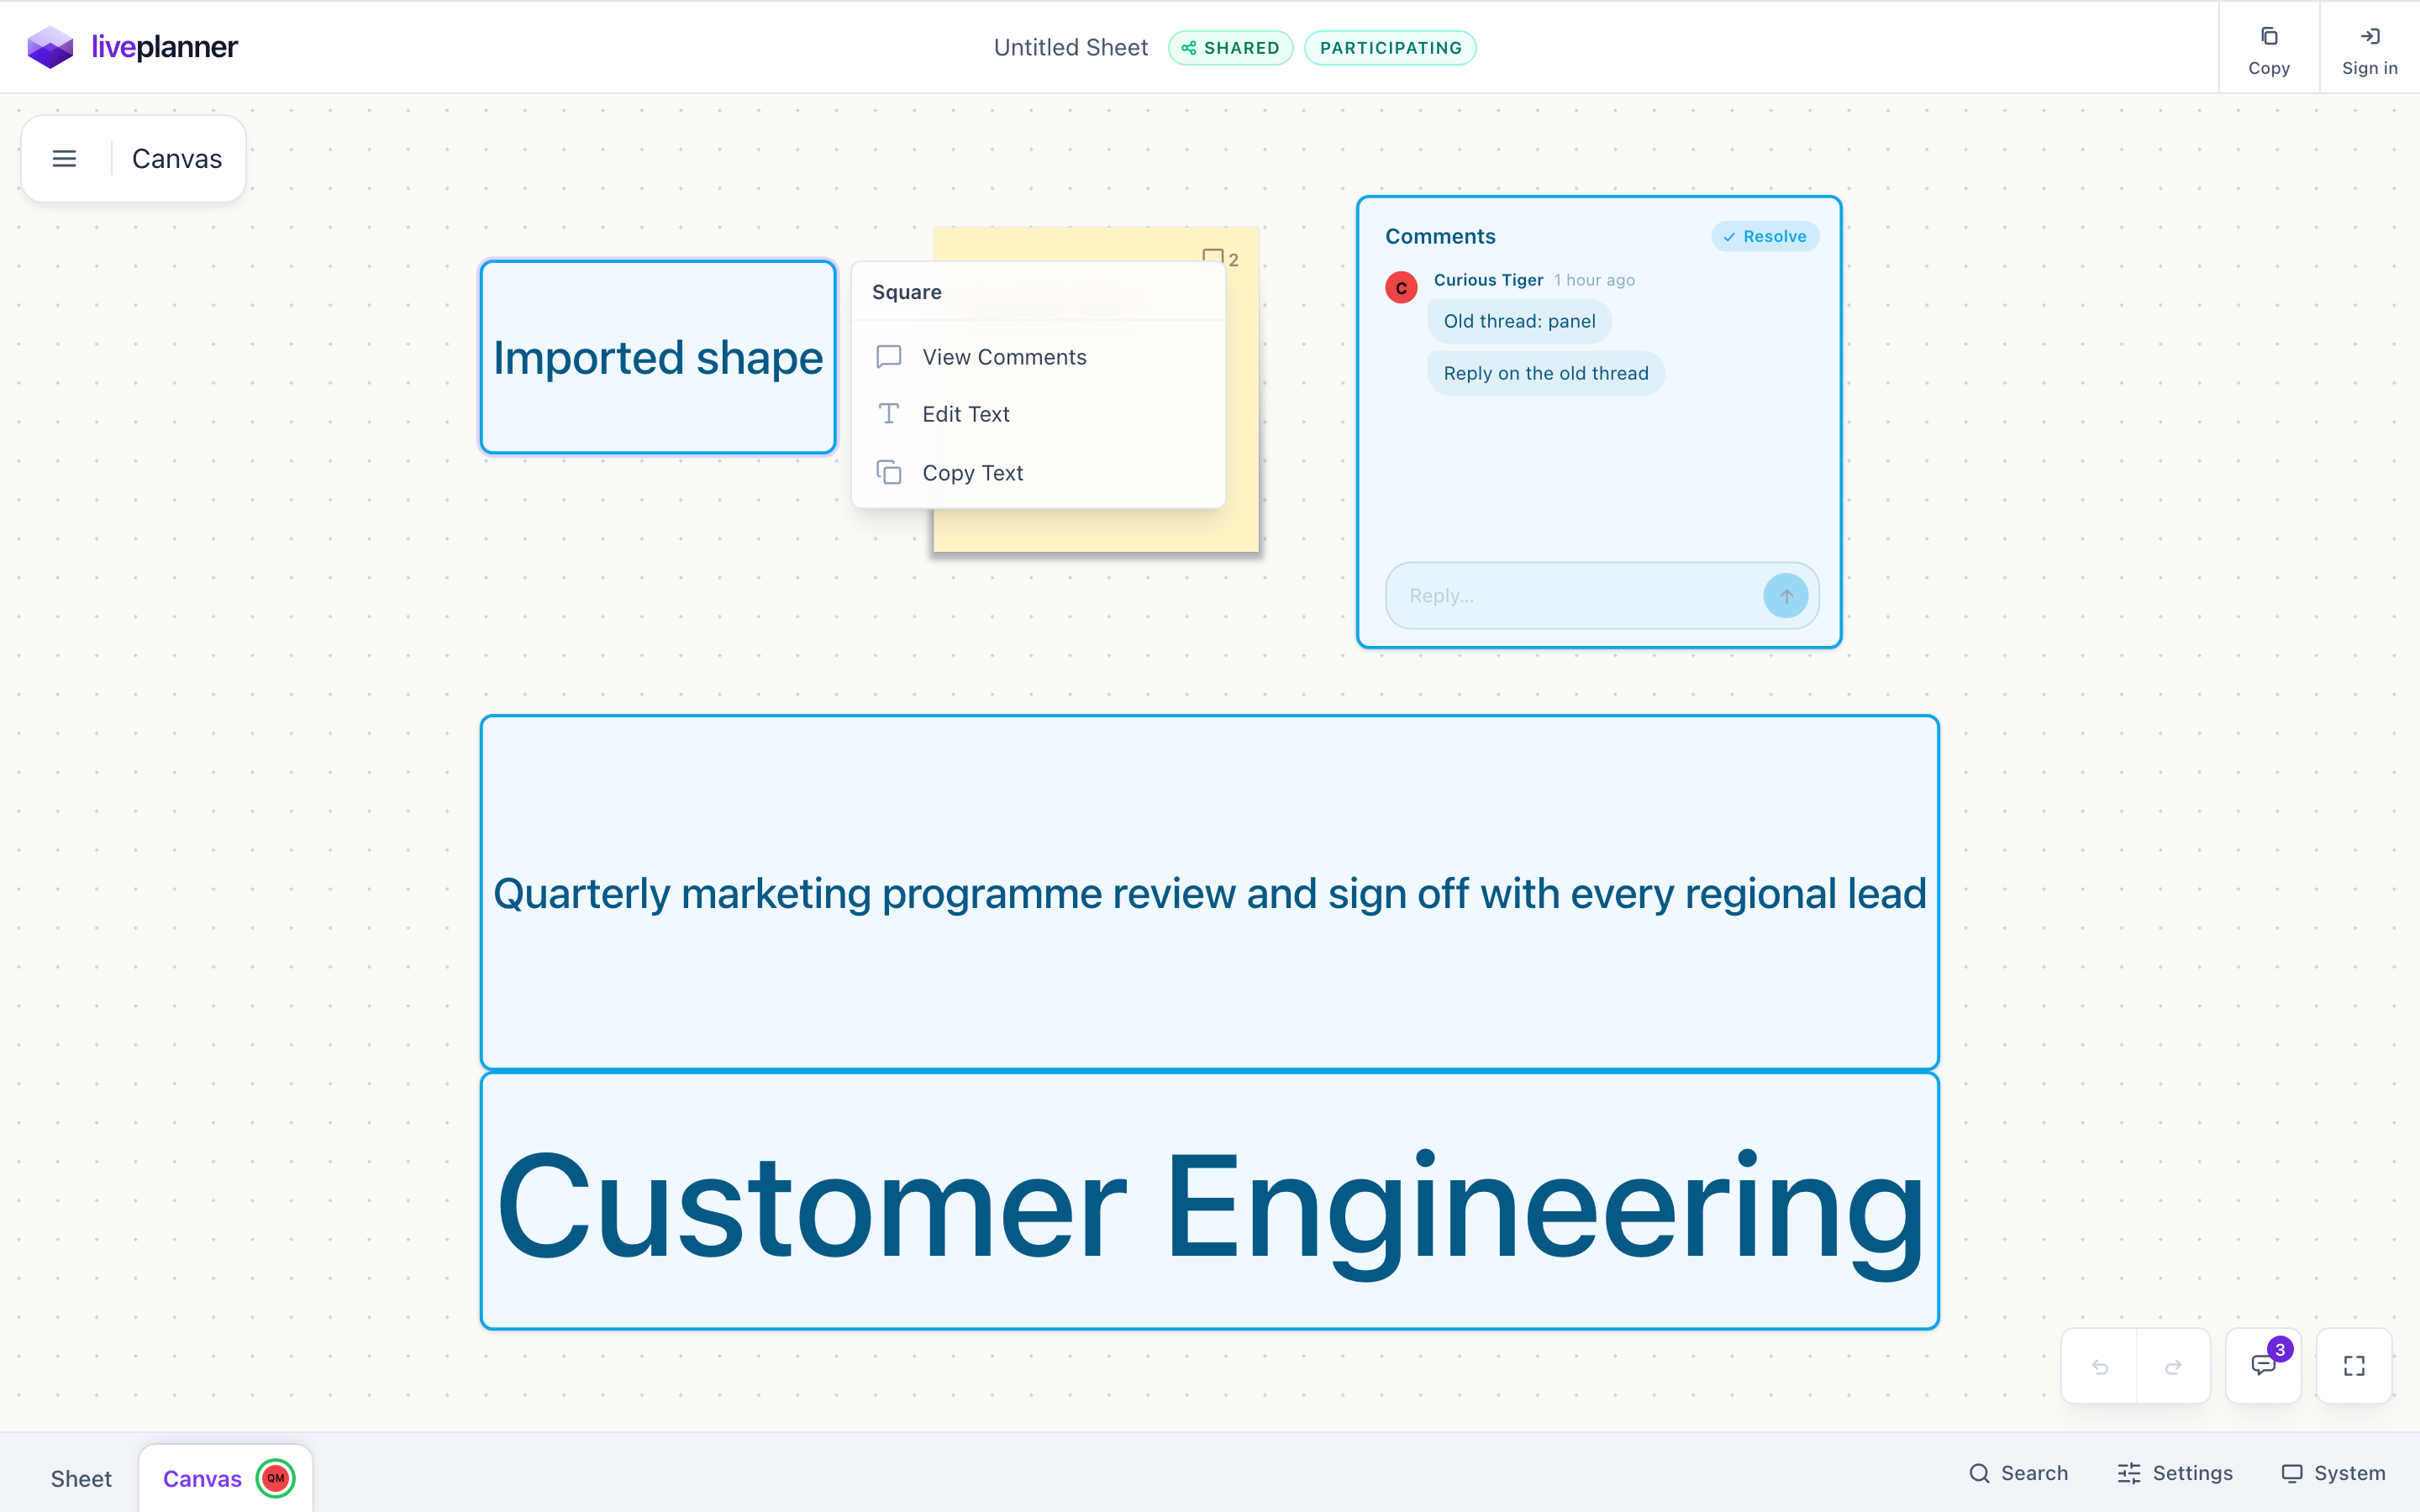 liveplanner
Untitled Sheet
SHARED
PARTICIPATING
Copy
Sign in
Canvas
Imported shape
2
Square
View Comments
Edit Text
Copy Text
Comments
Resolve
C
Curious Tiger 1 hour ago
Old thread: panel
Reply on the old thread
Reply...
Quarterly marketing programme review and sign off with every regional lead
Customer Engineering
3
Sheet
Canvas
QM
Search
Settings
System